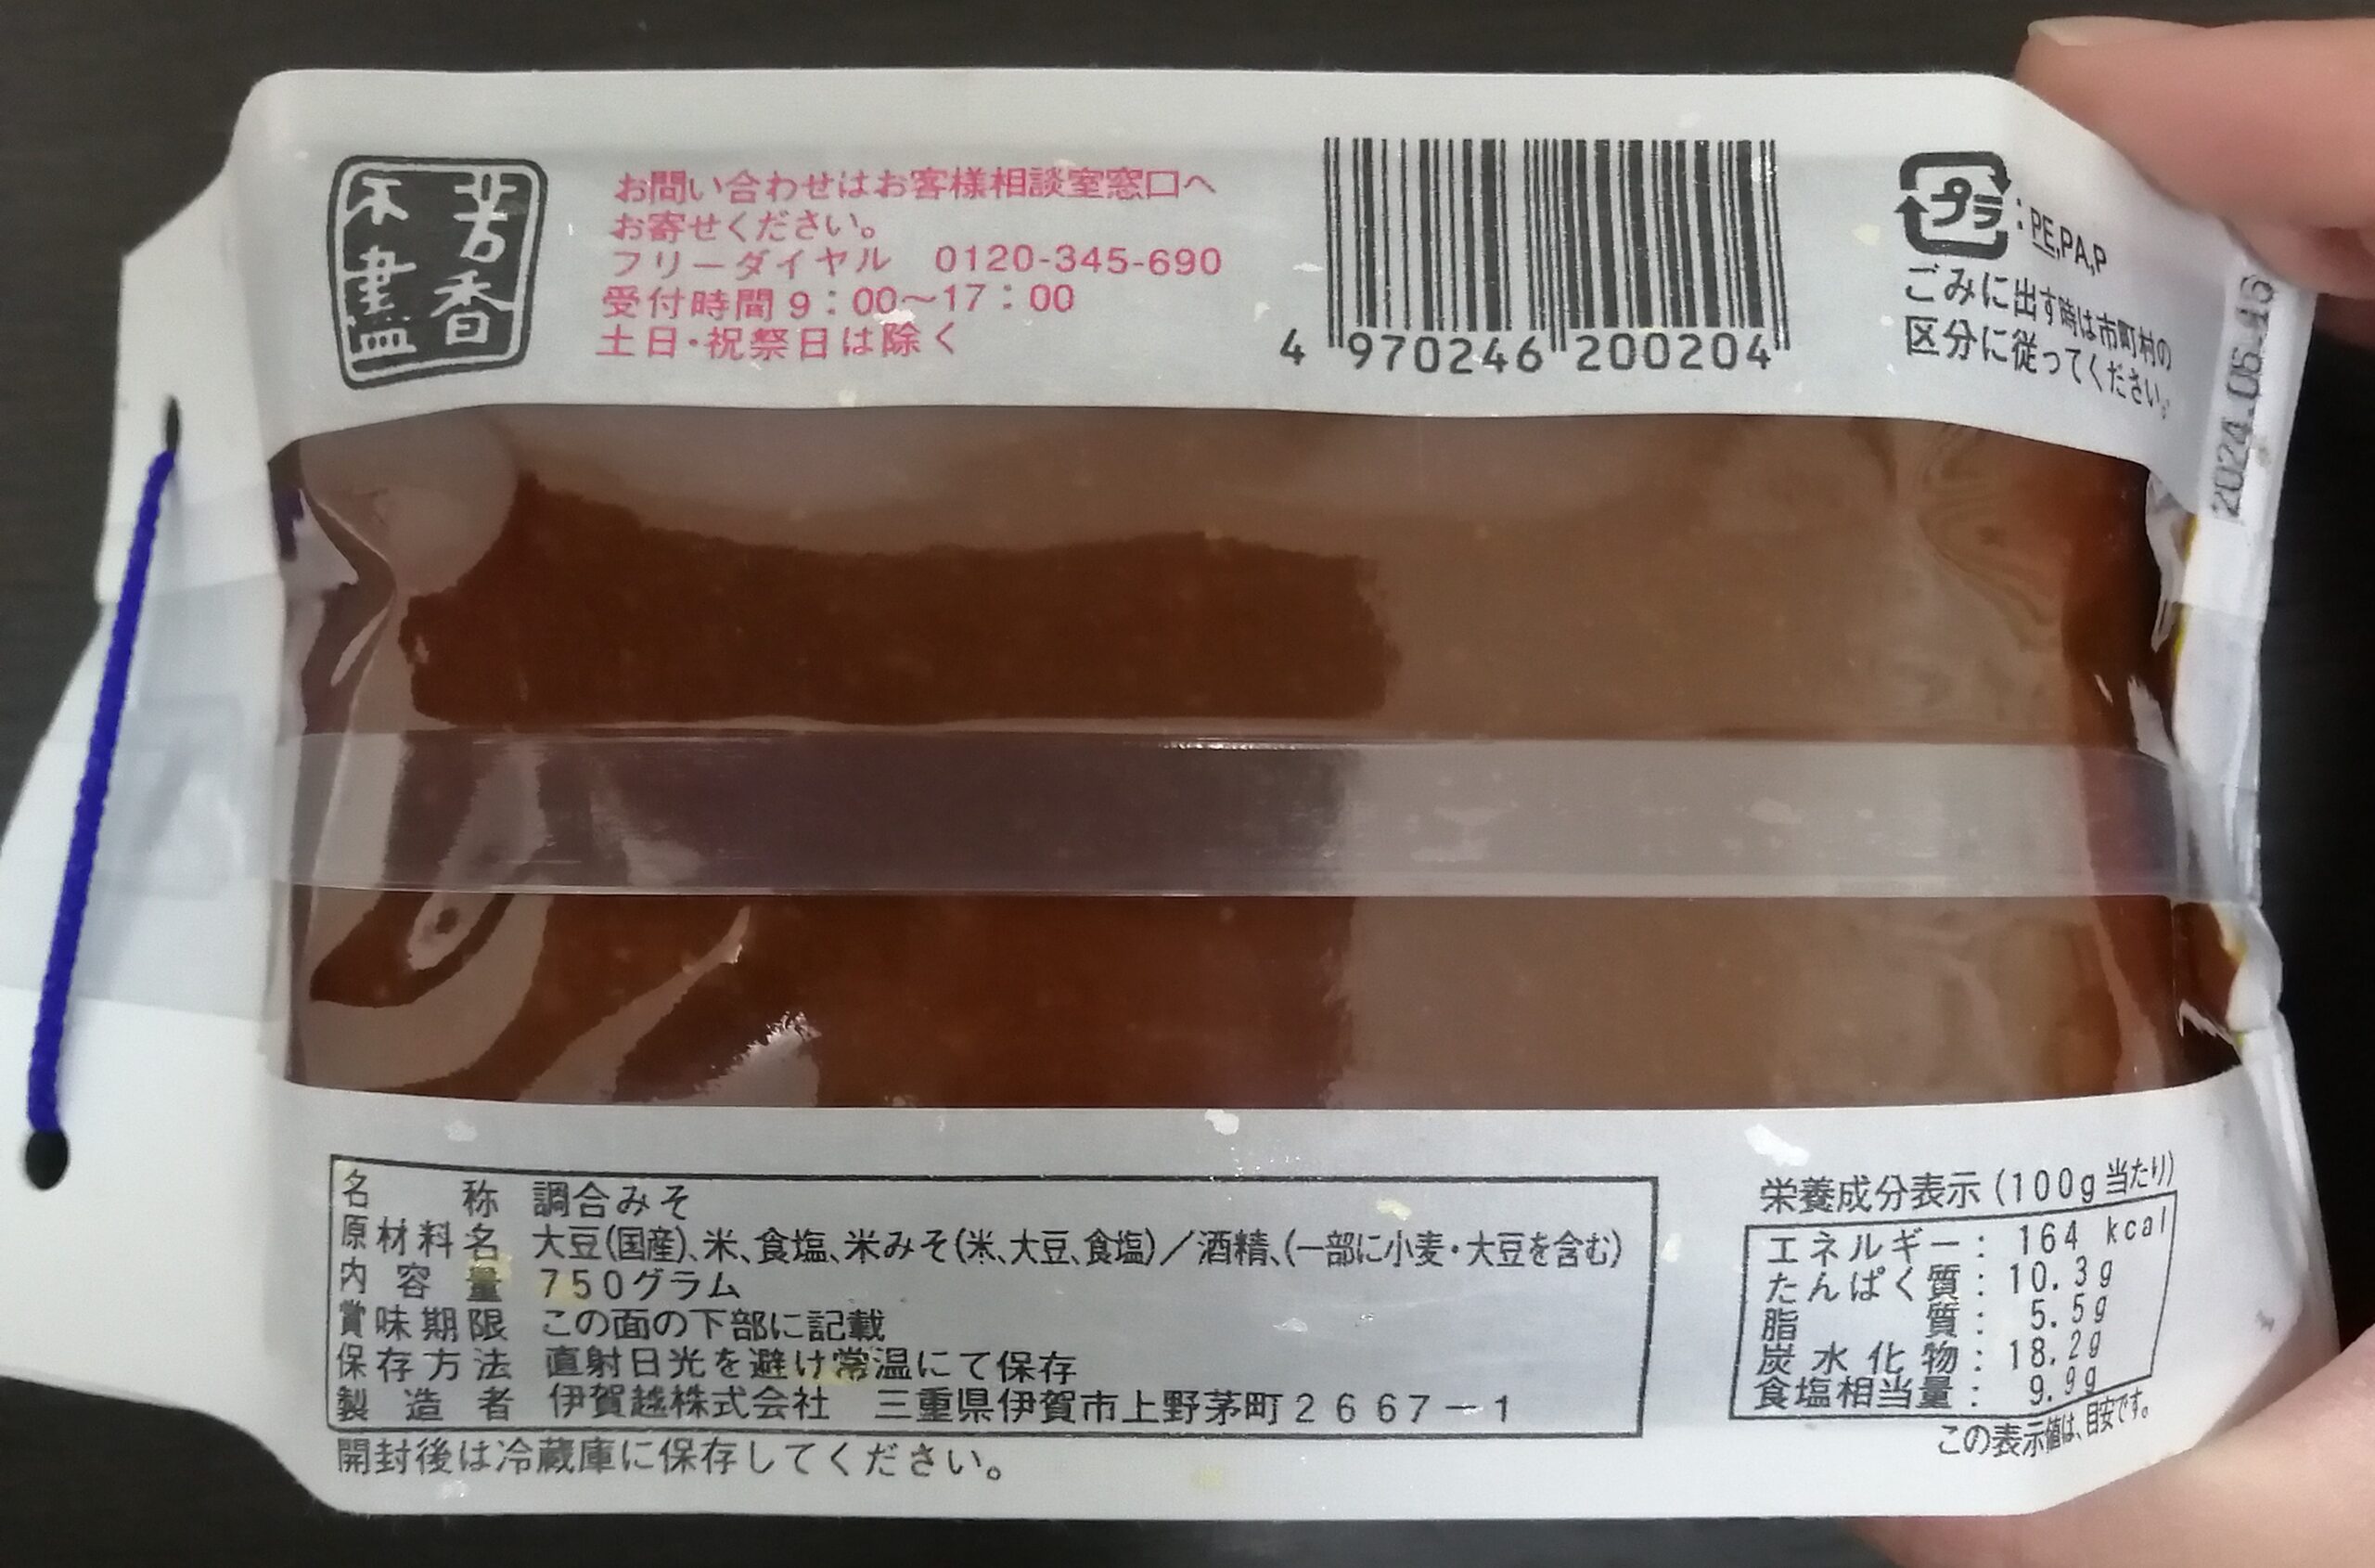 芳香
不盡
お問い合わせはお客様相談室窓口へ
お寄せください。
フリーダイヤル 0120-345-690
受付時間9：00〜17：00
土日・祝祭日は除く
4 970246 200204
プラ：PE,PA,P
ごみに出す時は市町村の
区分に従ってください。
名称 調合みそ
原材料名 大豆(国産)、米、食塩、米みそ(米、大豆、食塩)／酒精、(一部に小麦・大豆を含む)
内容量 750グラム
賞味期限 この面の下部に記載
保存方法 直射日光を避け常温にて保存
製造者 伊賀越株式会社 三重県伊賀市上野茅町2667－1
開封後は冷蔵庫に保存してください。
栄養成分表示(100g当たり)
エネルギー：164 kcal
たんぱく質：10.3g
脂質：5.5g
炭水化物：18.2g
食塩相当量：9.9g
この表示値は、目安です。